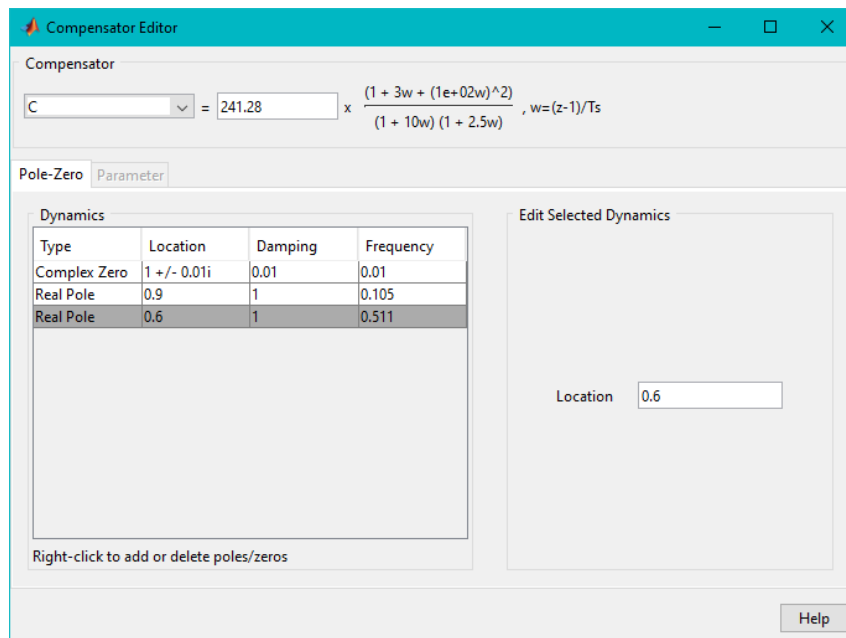 Compensator Editor
Compensator
C = 241.28 x (1 + 3w + (1e+02w)^2)
(1 + 10w) (1 + 2.5w) , w=(z-1)/Ts
Pole-Zero Parameter
Dynamics
Type Location Damping Frequency
Complex Zero 1 +/- 0.01i 0.01 0.01
Real Pole 0.9 1 0.105
Real Pole 0.6 1 0.511
Right-click to add or delete poles/zeros
Edit Selected Dynamics
Location 0.6
Help